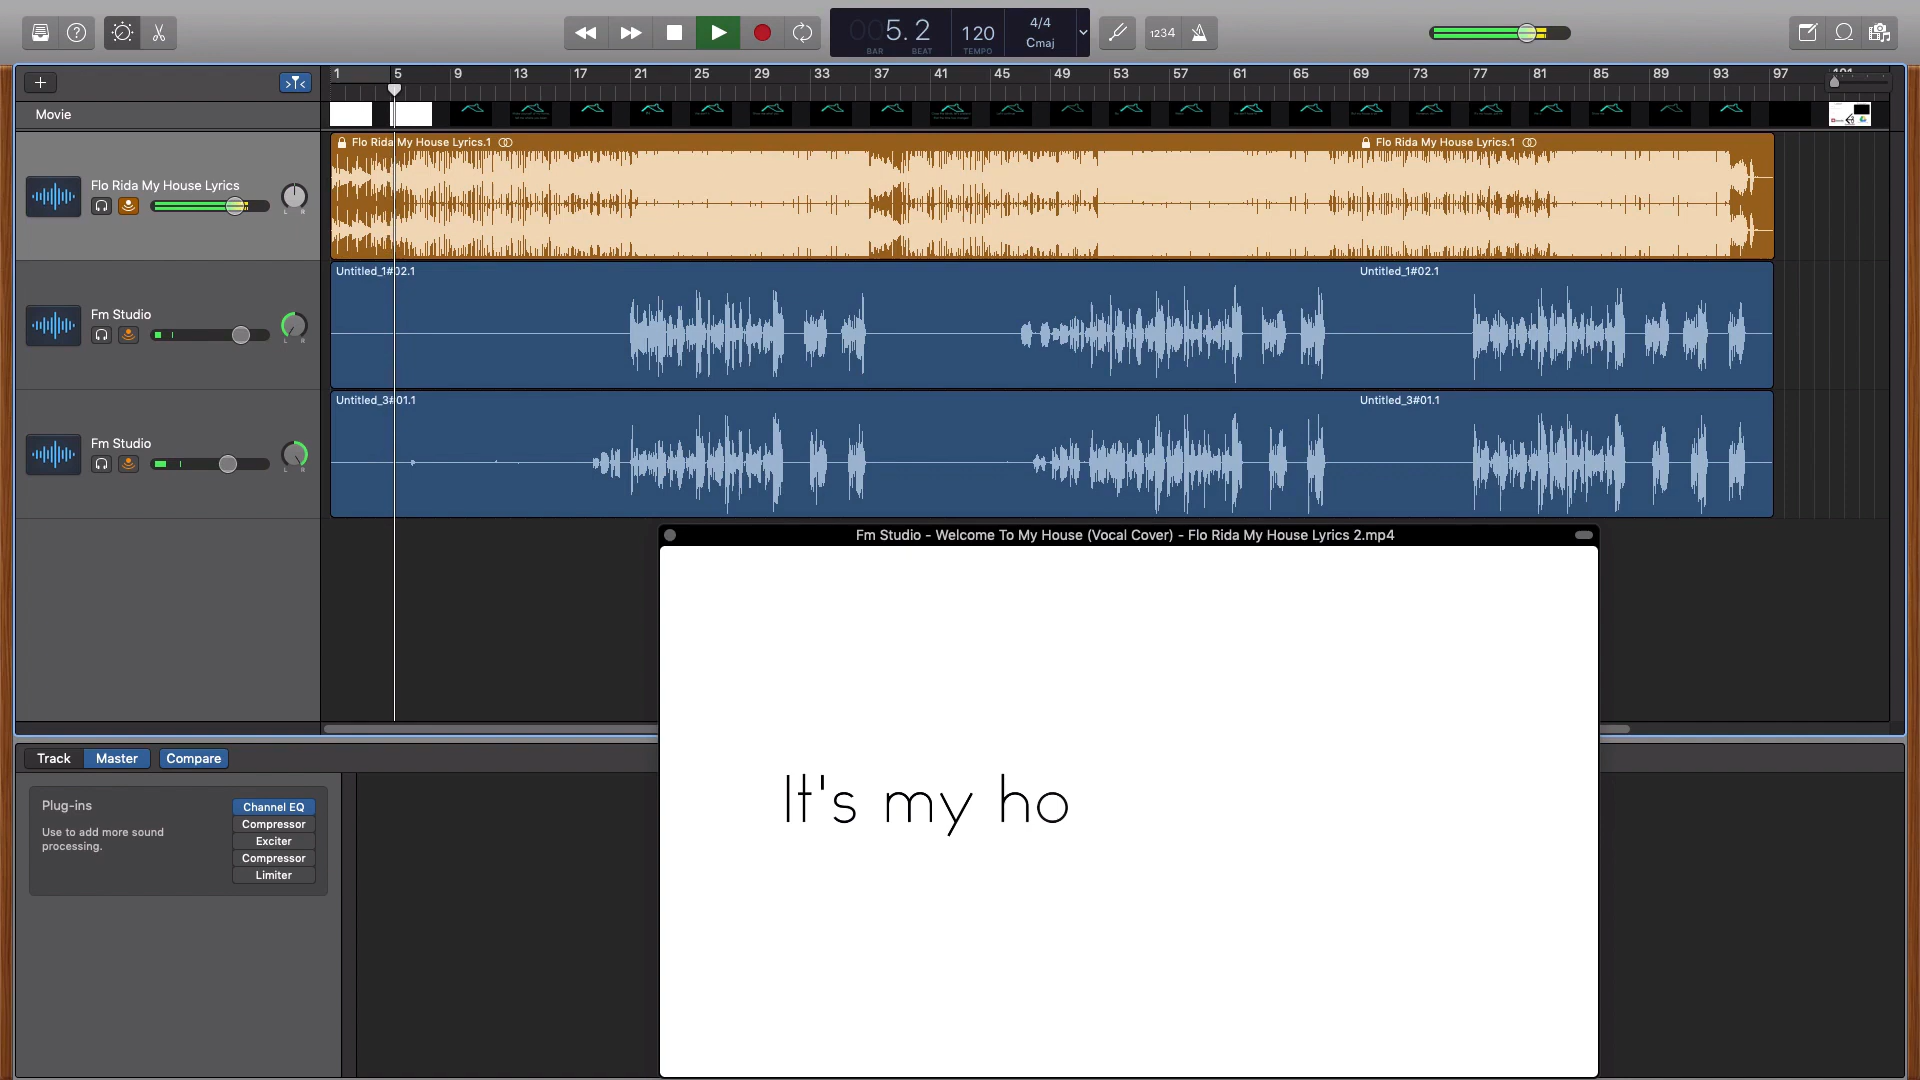 1234
005.2
BAR
BEAT
120
TEMPO
4/4
Cmaj
1 5 9 13 17 21 25 29 33 37 41 45 49 53 57 61 65 69 73 77 81 85 89 93 97 101
Movie
Flo Rida My House Lyrics.1
Flo Rida My House Lyrics.1
Flo Rida My House Lyrics
L R
Untitled_1#02.1
Untitled_1#02.1
Fm Studio
L R
Untitled_3#01.1
Untitled_3#01.1
Fm Studio
L R
Fm Studio - Welcome To My House (Vocal Cover) - Flo Rida My House Lyrics 2.mp4
It's my ho
Track
Master
Compare
Plug-ins
Use to add more sound
processing.
Channel EQ
Compressor
Exciter
Compressor
Limiter